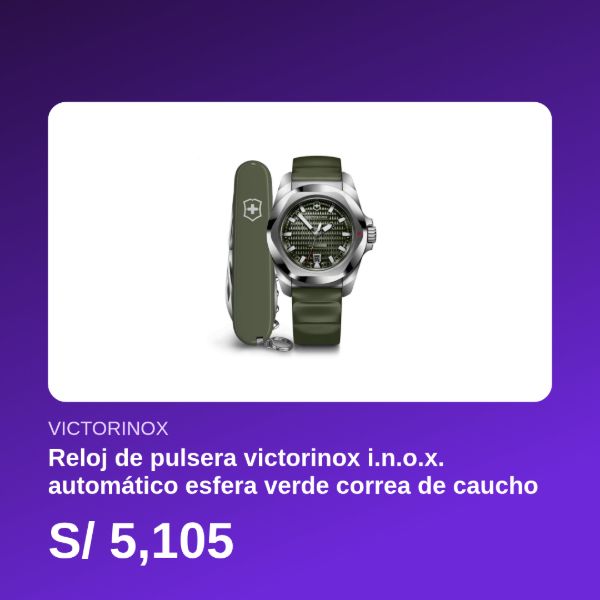 VICTORINOX
Reloj de pulsera victorinox i.n.o.x.
automático esfera verde correa de caucho
S/ 5,105